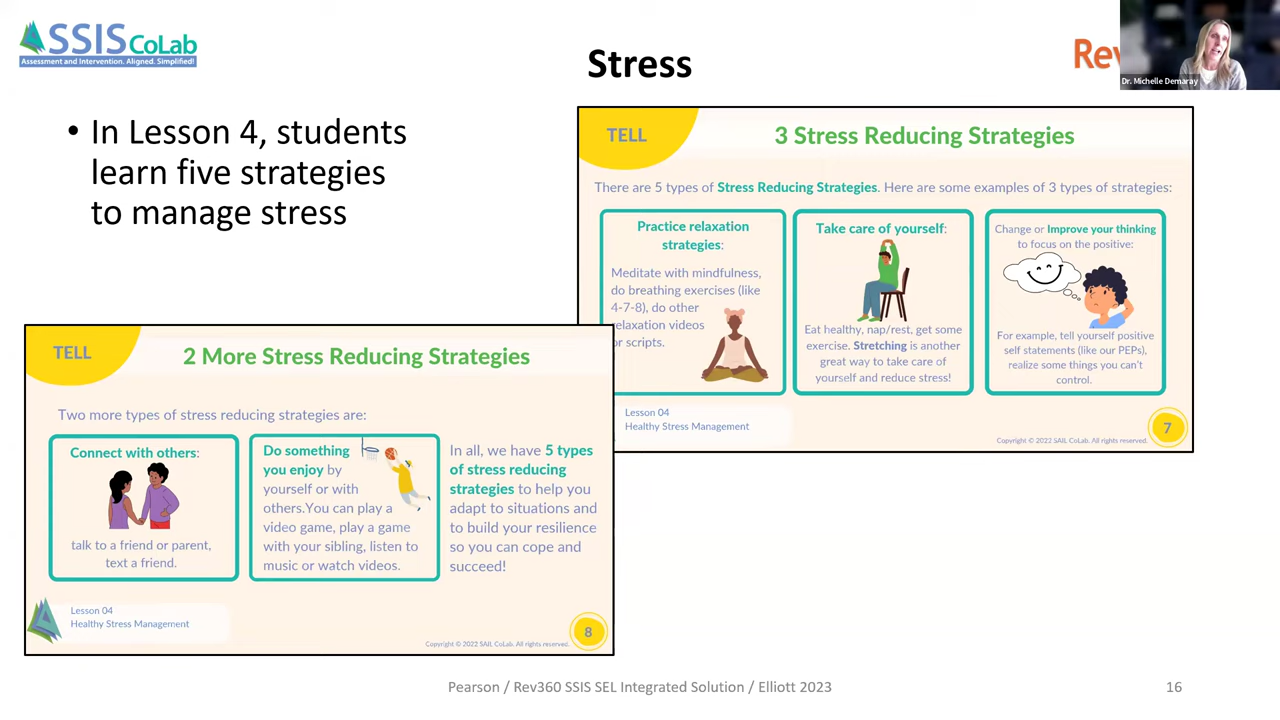 SSIS CoLab
Assessment and Intervention. Aligned. Simplified!
Stress
Rev
Dr. Michelle Demaray
• In Lesson 4, students
learn five strategies
to manage stress
TELL
3 Stress Reducing Strategies
There are 5 types of Stress Reducing Strategies. Here are some examples of 3 types of strategies:
Practice relaxation
strategies:
Meditate with mindfulness,
do breathing exercises (like
4-7-8), do other
relaxation videos
or scripts.
Take care of yourself:
Eat healthy, nap/rest, get some
exercise. Stretching is another
great way to take care of
yourself and reduce stress!
Change or Improve your thinking
to focus on the positive:
For example, tell yourself positive
self statements (like our PEPs),
realize some things you can't
control.
Lesson 04
Healthy Stress Management
Copyright © 2022 SAIL CoLab. All rights reserved.
7
TELL
2 More Stress Reducing Strategies
Two more types of stress reducing strategies are:
Connect with others:
talk to a friend or parent,
text a friend.
Do something
you enjoy by
yourself or with
others.You can play a
video game, play a game
with your sibling, listen to
music or watch videos.
In all, we have 5 types
of stress reducing
strategies to help you
adapt to situations and
to build your resilience
so you can cope and
succeed!
Lesson 04
Healthy Stress Management
Copyright © 2022 SAIL CoLab. All rights reserved.
8
Pearson / Rev360 SSIS SEL Integrated Solution / Elliott 2023
16